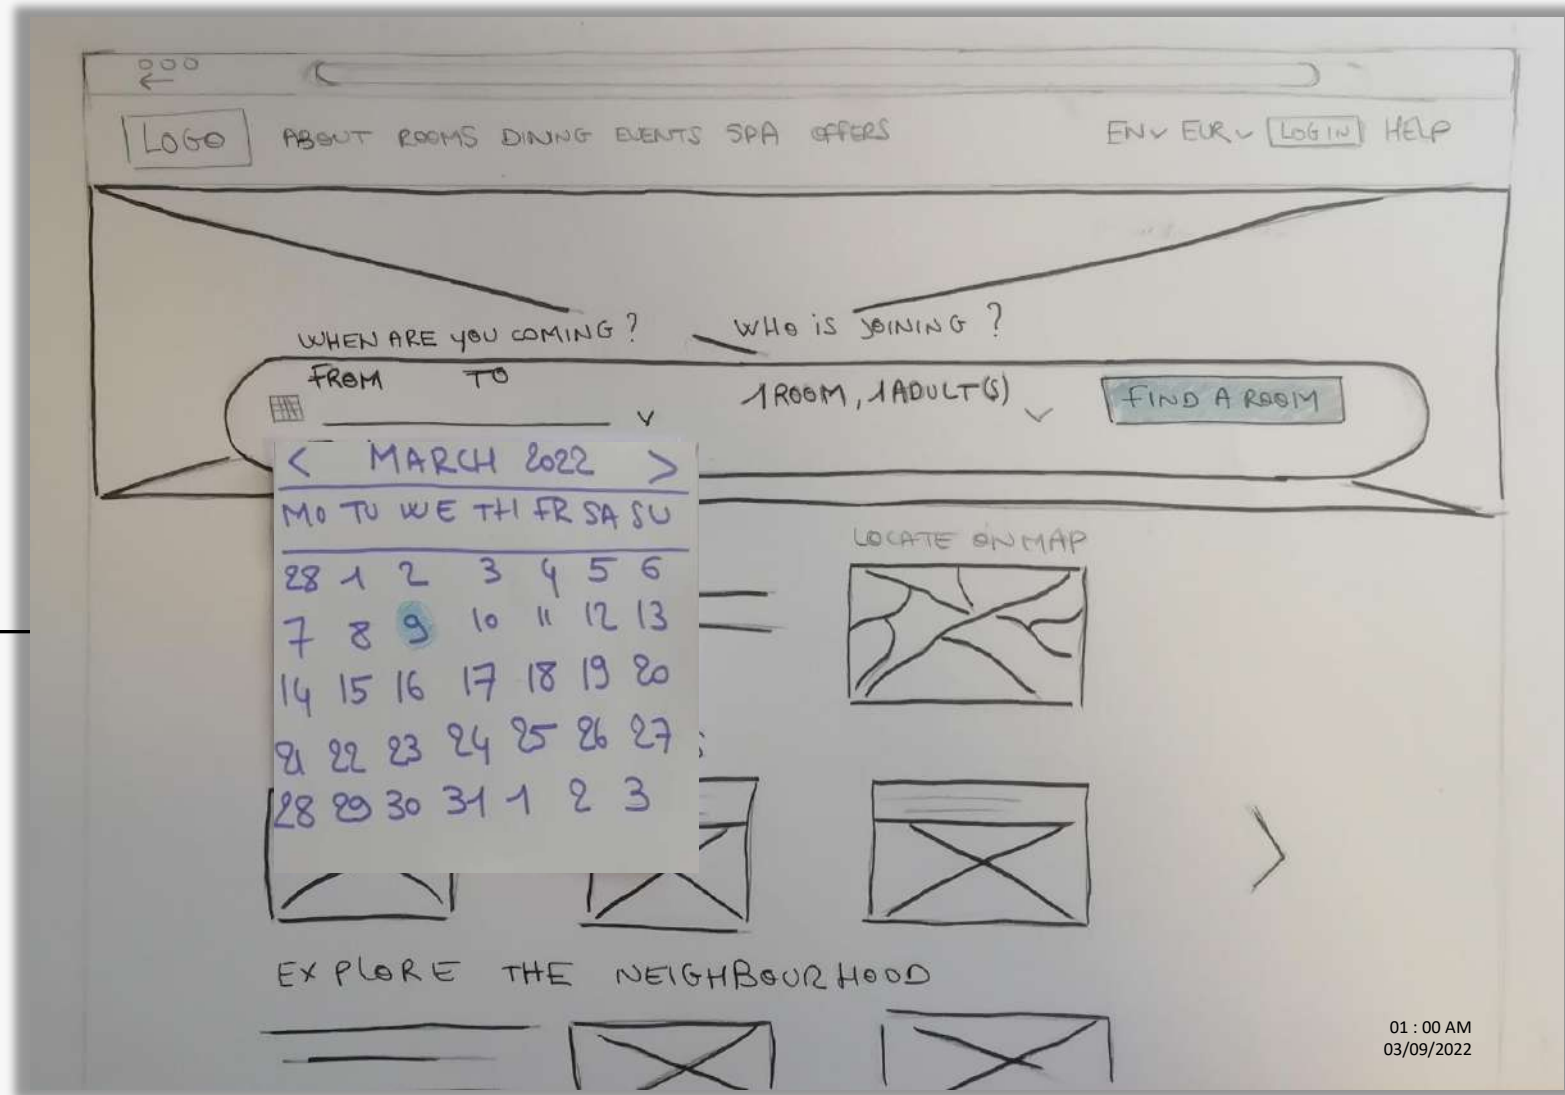 LOGO ABOUT ROOMS DINING EVENTS SPA OFFERS EN EUR LOG IN HELP
WHEN ARE YOU COMING? WHO IS JOINING?
FROM TO 1 ROOM, 1 ADULT(S) FIND A ROOM
< MARCH 2022 >
MO TU WE TH FR SA SU
LOCATE ON MAP
28 1 2 3 4 5 6
7 8 9 10 11 12 13
14 15 16 17 18 19 20
21 22 23 24 25 26 27
28 29 30 31 1 2 3
EXPLORE THE NEIGHBOURHOOD
01 : 00 AM
03/09/2022